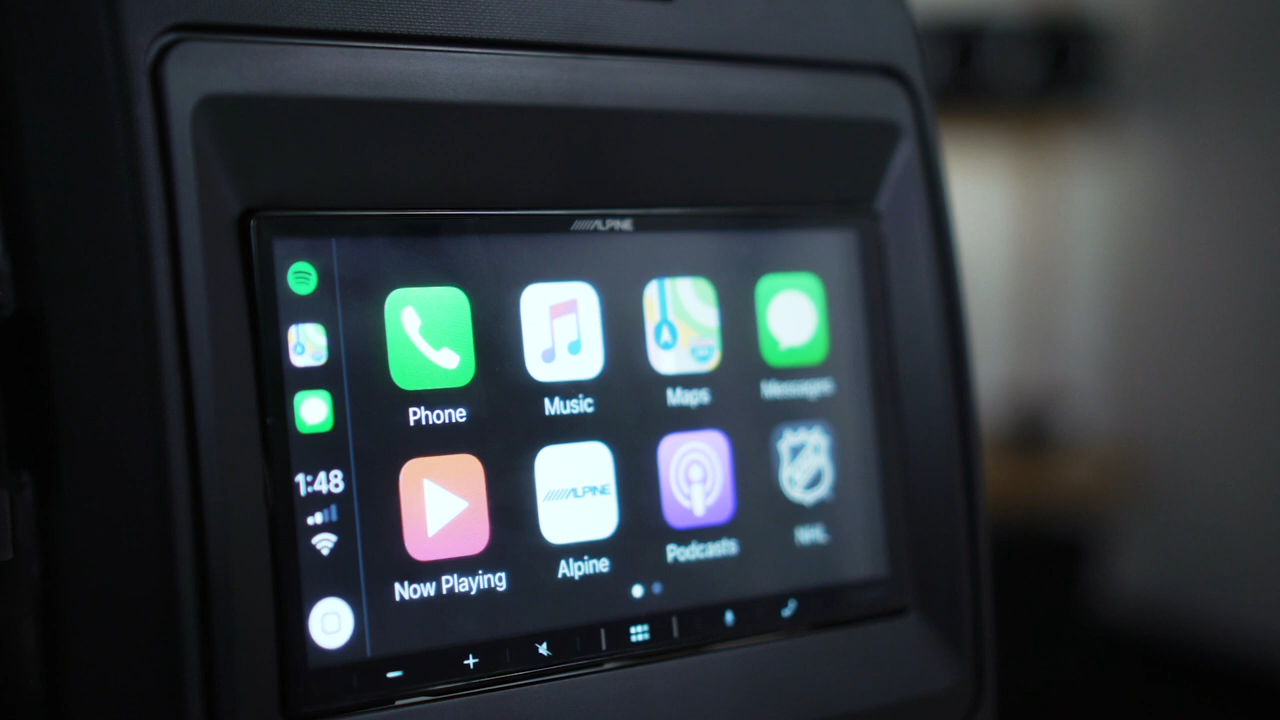 ALPINE
Phone
Music
Maps
Messages
1:48
ALPINE
Now Playing
Alpine
Podcasts
NHL